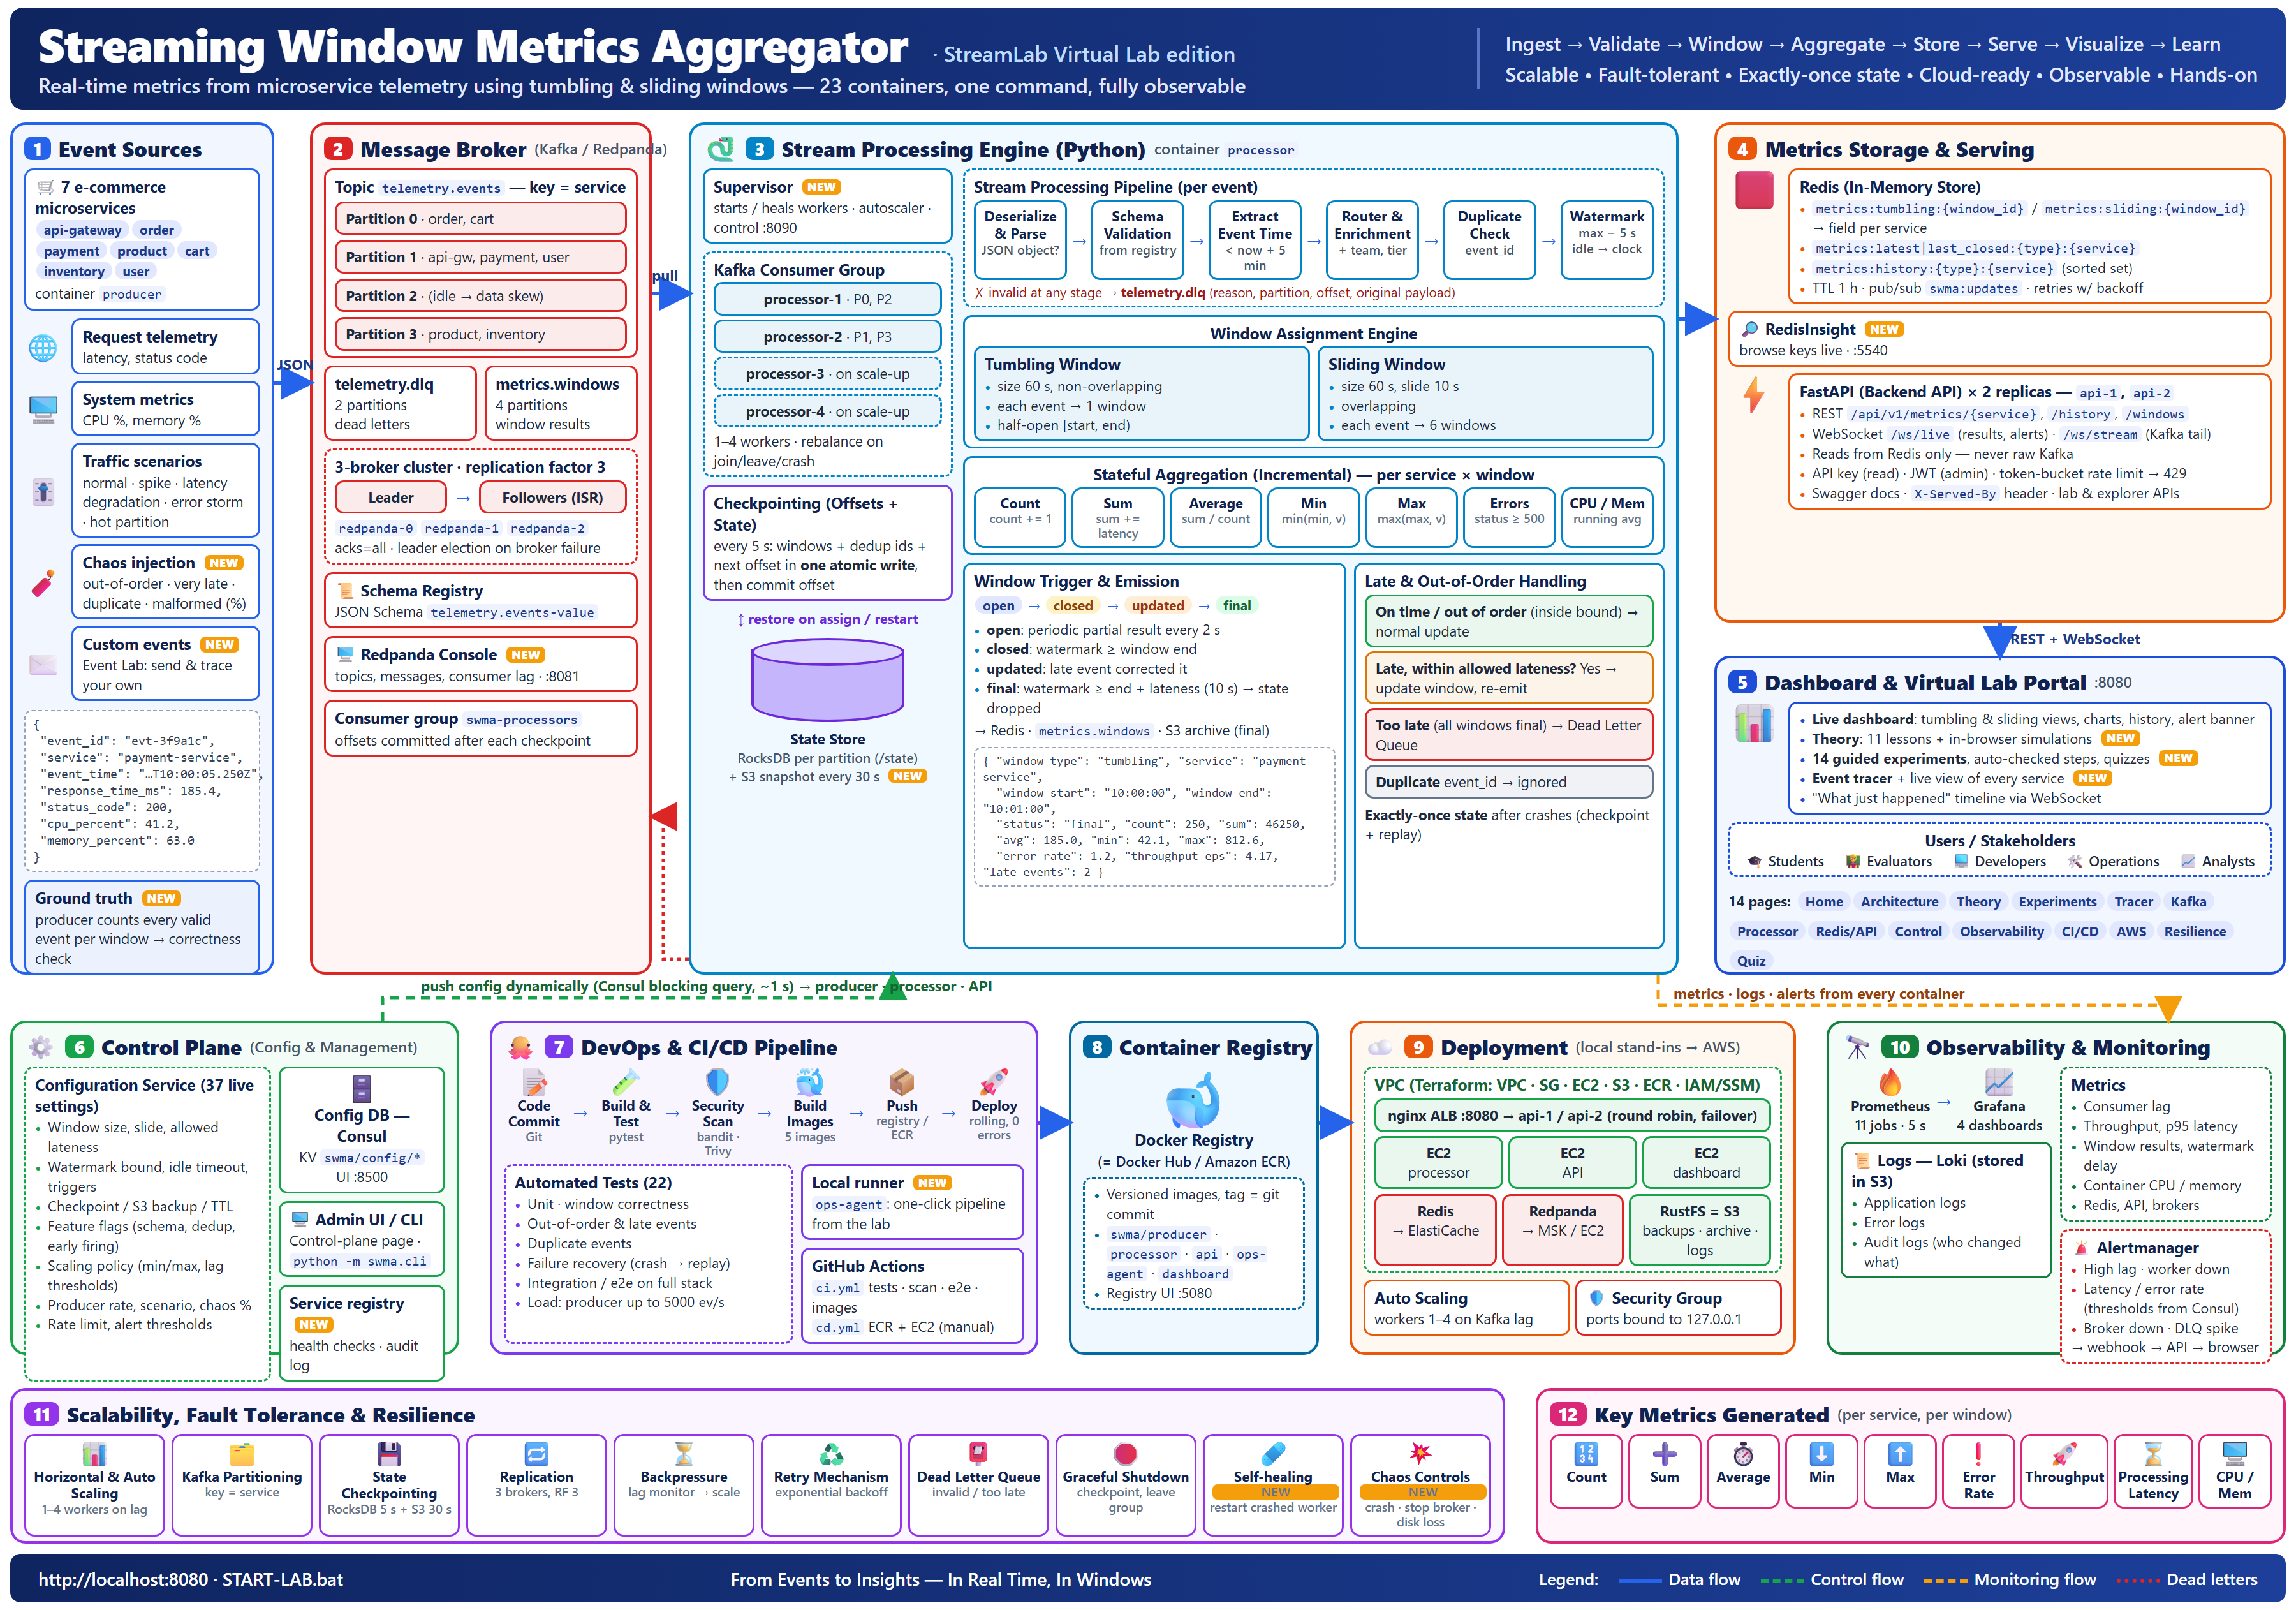 Streaming Window Metrics Aggregator · StreamLab Virtual Lab edition
Real-time metrics from microservice telemetry using tumbling & sliding windows — 23 containers, one command, fully observable
Ingest → Validate → Window → Aggregate → Store → Serve → Visualize → Learn
Scalable • Fault-tolerant • Exactly-once state • Cloud-ready • Observable • Hands-on
1 Event Sources
7 e-commerce
microservices
api-gateway order
payment product cart
inventory user
container producer
Request telemetry
latency, status code
System metrics
CPU %, memory %
Traffic scenarios
normal · spike · latency
degradation · error storm
· hot partition
Chaos injection NEW
out-of-order · very late ·
duplicate · malformed (%)
Custom events NEW
Event Lab: send & trace
your own
{
"event_id": "evt-3f9a1c",
"service": "payment-service",
"event_time": "…T10:00:05.250Z",
"response_time_ms": 185.4,
"status_code": 200,
"cpu_percent": 41.2,
"memory_percent": 63.0
}
Ground truth NEW
producer counts every valid
event per window → correctness
check
JSON
2 Message Broker (Kafka / Redpanda)
Topic telemetry.events — key = service
Partition 0 · order, cart
Partition 1 · api-gw, payment, user
Partition 2 · (idle → data skew)
Partition 3 · product, inventory
telemetry.dlq
2 partitions
dead letters
metrics.windows
4 partitions
window results
3-broker cluster · replication factor 3
Leader → Followers (ISR)
redpanda-0 redpanda-1 redpanda-2
acks=all · leader election on broker failure
Schema Registry
JSON Schema telemetry.events-value
Redpanda Console NEW
topics, messages, consumer lag · :8081
Consumer group swma-processors
offsets committed after each checkpoint
pull
3 Stream Processing Engine (Python) container processor
Supervisor NEW
starts / heals workers · autoscaler ·
control :8090
Kafka Consumer Group
processor-1 · P0, P2
processor-2 · P1, P3
processor-3 · on scale-up
processor-4 · on scale-up
1–4 workers · rebalance on
join/leave/crash
Checkpointing (Offsets +
State)
every 5 s: windows + dedup ids +
next offset in one atomic write,
then commit offset
↕ restore on assign / restart
State Store
RocksDB per partition (/state)
+ S3 snapshot every 30 s NEW
Stream Processing Pipeline (per event)
Deserialize
& Parse
JSON object?
→
Schema
Validation
from registry
→
Extract
Event Time
< now + 5
min
→
Router &
Enrichment
+ team, tier
→
Duplicate
Check
event_id
→
Watermark
max − 5 s
idle → clock
✗ invalid at any stage → telemetry.dlq (reason, partition, offset, original payload)
Window Assignment Engine
Tumbling Window
• size 60 s, non-overlapping
• each event → 1 window
• half-open [start, end)
Sliding Window
• size 60 s, slide 10 s
• overlapping
• each event → 6 windows
Stateful Aggregation (Incremental) — per service × window
Count
count += 1
Sum
sum +=
latency
Average
sum / count
Min
min(min, v)
Max
max(max, v)
Errors
status ≥ 500
CPU / Mem
running avg
Window Trigger & Emission
open → closed → updated → final
• open: periodic partial result every 2 s
• closed: watermark ≥ window end
• updated: late event corrected it
• final: watermark ≥ end + lateness (10 s) → state
dropped
→ Redis · metrics.windows · S3 archive (final)
{ "window_type": "tumbling", "service": "payment-
service",
"window_start": "10:00:00", "window_end":
"10:01:00",
"status": "final", "count": 250, "sum": 46250,
"avg": 185.0, "min": 42.1, "max": 812.6,
"error_rate": 1.2, "throughput_eps": 4.17,
"late_events": 2 }
Late & Out-of-Order Handling
On time / out of order (inside bound) →
normal update
Late, within allowed lateness? Yes →
update window, re-emit
Too late (all windows final) → Dead Letter
Queue
Duplicate event_id → ignored
Exactly-once state after crashes (checkpoint
+ replay)
4 Metrics Storage & Serving
Redis (In-Memory Store)
• metrics:tumbling:{window_id} / metrics:sliding:{window_id}
→ field per service
• metrics:latest|last_closed:{type}:{service}
• metrics:history:{type}:{service} (sorted set)
• TTL 1 h · pub/sub swma:updates · retries w/ backoff
RedisInsight NEW
browse keys live · :5540
FastAPI (Backend API) × 2 replicas — api-1, api-2
• REST /api/v1/metrics/{service}, /history, /windows
• WebSocket /ws/live (results, alerts) · /ws/stream (Kafka tail)
• Reads from Redis only — never raw Kafka
• API key (read) · JWT (admin) · token-bucket rate limit → 429
• Swagger docs · X-Served-By header · lab & explorer APIs
REST + WebSocket
5 Dashboard & Virtual Lab Portal :8080
• Live dashboard: tumbling & sliding views, charts, history, alert banner
• Theory: 11 lessons + in-browser simulations NEW
• 14 guided experiments, auto-checked steps, quizzes NEW
• Event tracer + live view of every service NEW
• "What just happened" timeline via WebSocket
Users / Stakeholders
Students Evaluators Developers Operations Analysts
14 pages: Home Architecture Theory Experiments Tracer Kafka
Processor Redis/API Control Observability CI/CD AWS Resilience
Quiz
push config dynamically (Consul blocking query, ~1 s) → producer · processor · API
metrics · logs · alerts from every container
6 Control Plane (Config & Management)
Configuration Service (37 live
settings)
• Window size, slide, allowed
lateness
• Watermark bound, idle timeout,
triggers
• Checkpoint / S3 backup / TTL
• Feature flags (schema, dedup,
early firing)
• Scaling policy (min/max, lag
thresholds)
• Producer rate, scenario, chaos %
• Rate limit, alert thresholds
Config DB —
Consul
KV swma/config/*
UI :8500
Admin UI / CLI
Control-plane page ·
python -m swma.cli
Service registry
NEW
health checks · audit
log
7 DevOps & CI/CD Pipeline
Code
Commit
Git
→
Build &
Test
pytest
→
Security
Scan
bandit ·
Trivy
→
Build
Images
5 images
→
Push
registry /
ECR
→
Deploy
rolling, 0
errors
Automated Tests (22)
• Unit · window correctness
• Out-of-order & late events
• Duplicate events
• Failure recovery (crash → replay)
• Integration / e2e on full stack
• Load: producer up to 5000 ev/s
Local runner NEW
ops-agent: one-click pipeline
from the lab
GitHub Actions
ci.yml tests · scan · e2e ·
images
cd.yml ECR + EC2 (manual)
8 Container Registry
Docker Registry
(= Docker Hub / Amazon ECR)
• Versioned images, tag = git
commit
• swma/producer ·
processor · api · ops-
agent · dashboard
• Registry UI :5080
9 Deployment (local stand-ins → AWS)
VPC (Terraform: VPC · SG · EC2 · S3 · ECR · IAM/SSM)
nginx ALB :8080 → api-1 / api-2 (round robin, failover)
EC2
processor
EC2
API
EC2
dashboard
Redis
→ ElastiCache
Redpanda
→ MSK / EC2
RustFS = S3
backups · archive ·
logs
Auto Scaling
workers 1–4 on Kafka lag
Security Group
ports bound to 127.0.0.1
10 Observability & Monitoring
Prometheus
11 jobs · 5 s
→
Grafana
4 dashboards
Logs — Loki (stored
in S3)
• Application logs
• Error logs
• Audit logs (who changed
what)
Metrics
• Consumer lag
• Throughput, p95 latency
• Window results, watermark
delay
• Container CPU / memory
• Redis, API, brokers
Alertmanager
• High lag · worker down
• Latency / error rate
(thresholds from Consul)
• Broker down · DLQ spike
→ webhook → API → browser
11 Scalability, Fault Tolerance & Resilience
Horizontal & Auto
Scaling
1–4 workers on lag
Kafka Partitioning
key = service
State
Checkpointing
RocksDB 5 s + S3 30 s
Replication
3 brokers, RF 3
Backpressure
lag monitor → scale
Retry Mechanism
exponential backoff
Dead Letter Queue
invalid / too late
Graceful Shutdown
checkpoint, leave
group
Self-healing
NEW
restart crashed worker
Chaos Controls
NEW
crash · stop broker ·
disk loss
12 Key Metrics Generated (per service, per window)
Count
Sum
Average
Min
Max
Error
Rate
Throughput
Processing
Latency
CPU /
Mem
http://localhost:8080 · START-LAB.bat
From Events to Insights — In Real Time, In Windows
Legend: Data flow Control flow Monitoring flow Dead letters